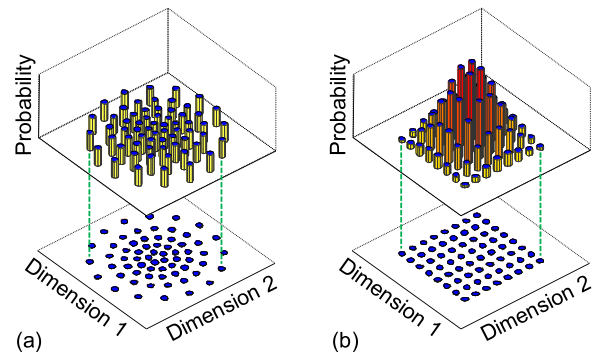 Probability
Dimension 1
Dimension 2
(a)
Probability
Dimension 1
Dimension 2
(b)